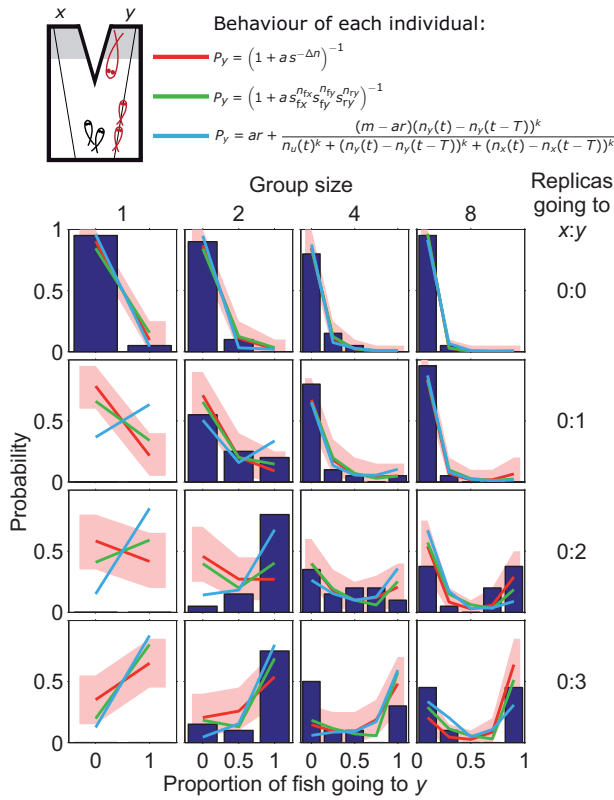 x y
Behaviour of each individual:
P_y = (1 + a s^{−Δn})^{−1}
P_y = (1 + a s_{fx}^{n_{fx}} s_{fy}^{n_{fy}} s_{ry}^{n_{ry}})^{−1}
P_y = ar + \frac{(m − ar)(n_y(t) − n_y(t − T))^k}{n_u(t)^k + (n_y(t) − n_y(t − T))^k + (n_x(t) − n_x(t − T))^k}
Group size
Replicas
going to
x:y
1 2 4 8
1
0.5
0
0:0
0.5
0
0:1
0.5
0
0:2
0.5
0
0:3
Probability
0 1 0 0.5 1 0 0.5 1 0 0.5 1
Proportion of fish going to y